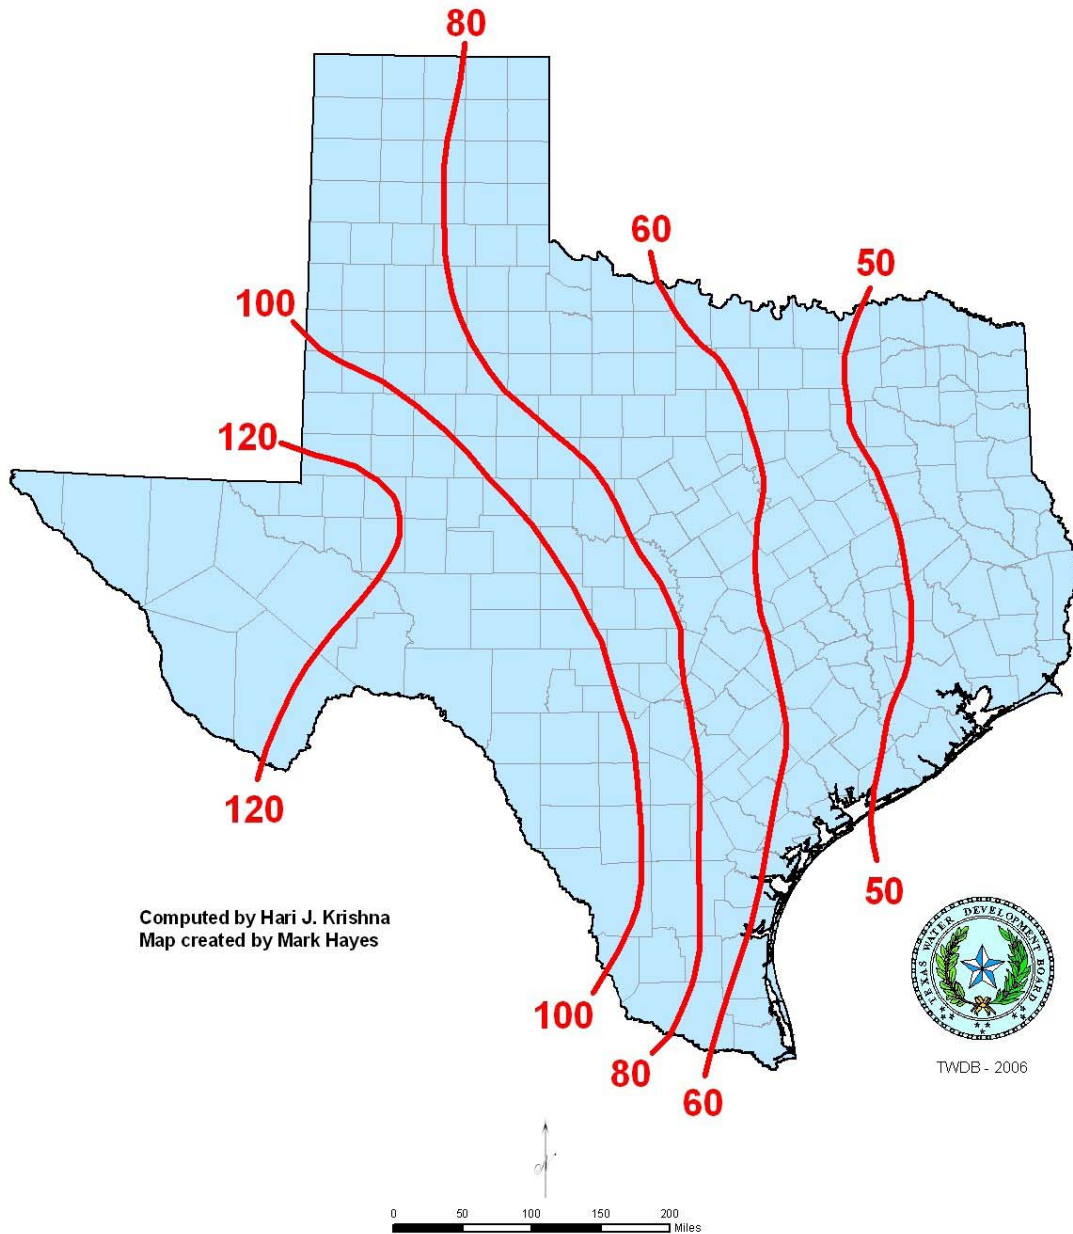 80
60
50
100
120
120
50
Computed by Hari J. Krishna
Map created by Mark Hayes
TEXAS WATER DEVELOPMENT BOARD
100
TWDB - 2006
80
60
N
0 50 100 150 200
Miles